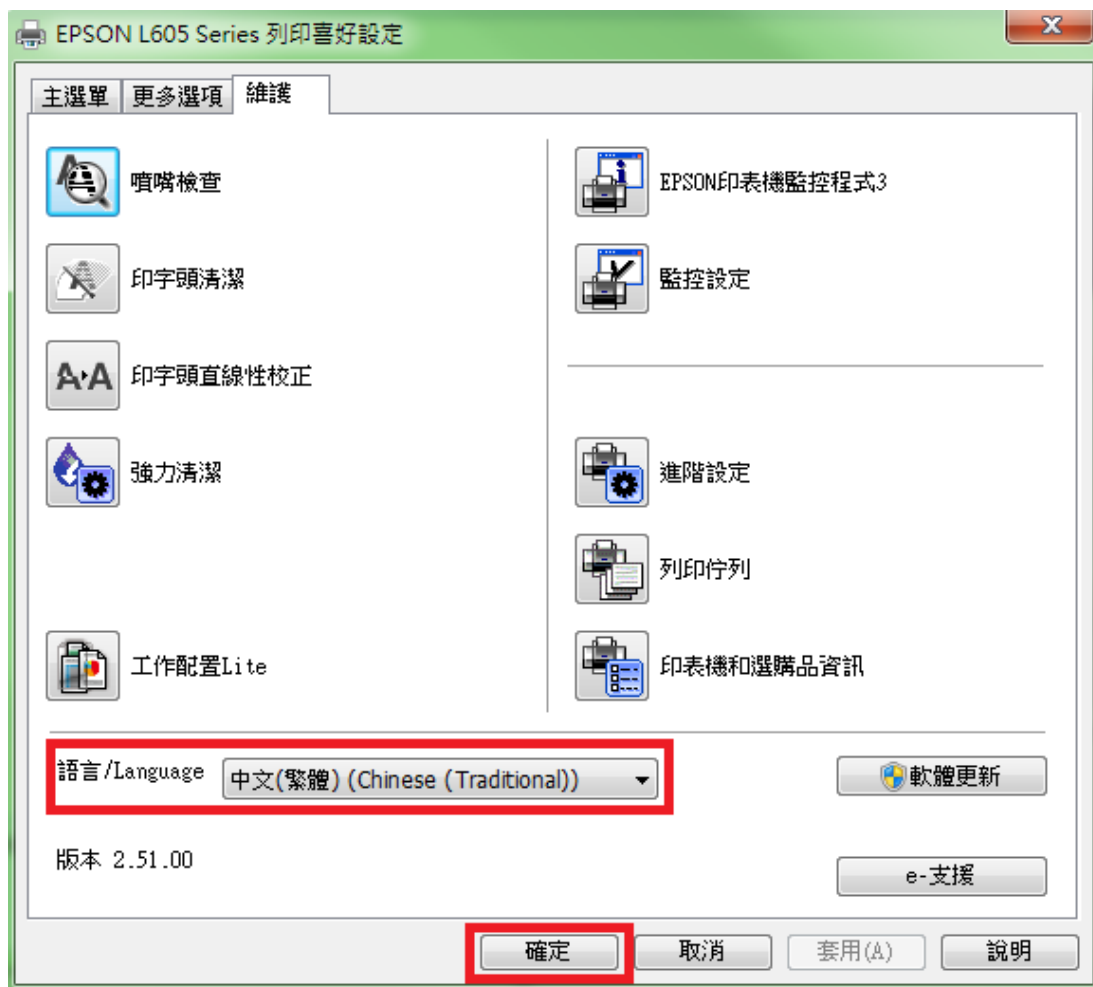 EPSON L605 Series 列印喜好設定
主選單 更多選項 維護
噴嘴檢查
印字頭清潔
印字頭直線性校正
強力清潔
工作配置Lite
EPSON印表機監控程式3
監控設定
進階設定
列印佇列
印表機和選購品資訊
語言/Language 中文(繁體) (Chinese (Traditional))
軟體更新
版本 2.51.00
e-支援
確定 取消 套用(A) 說明